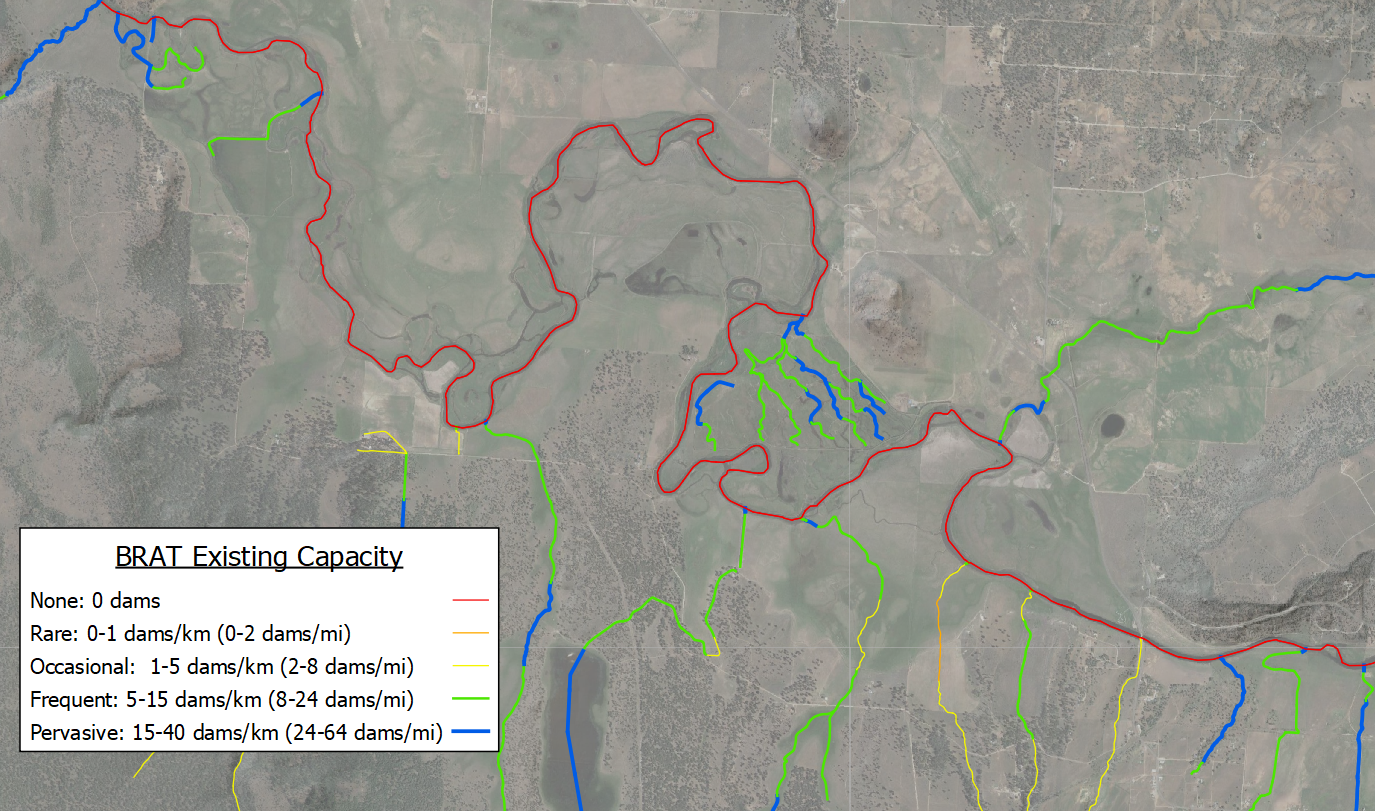 BRAT Existing Capacity
None: 0 dams
Rare: 0-1 dams/km (0-2 dams/mi)
Occasional: 1-5 dams/km (2-8 dams/mi)
Frequent: 5-15 dams/km (8-24 dams/mi)
Pervasive: 15-40 dams/km (24-64 dams/mi)